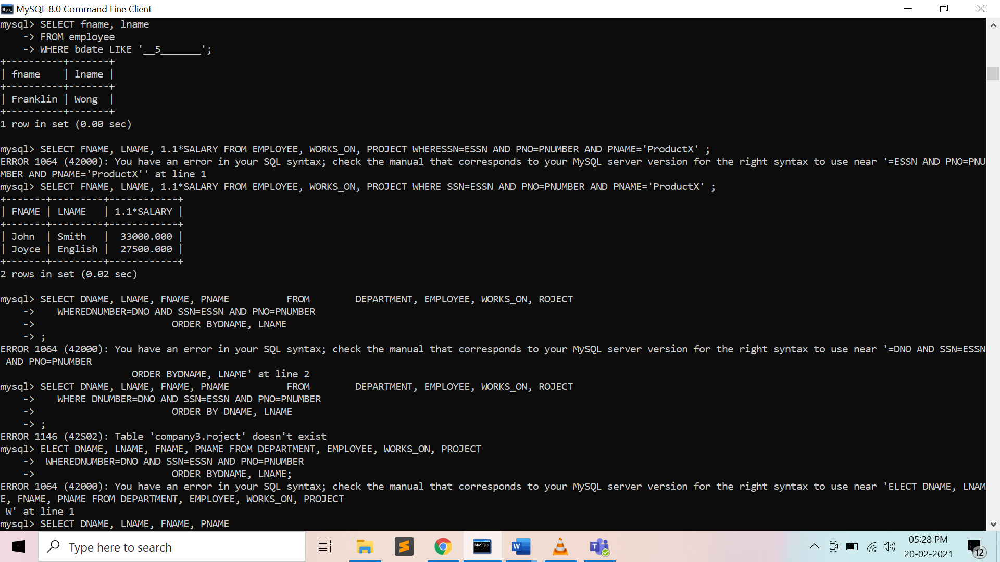 MySQL 8.0 Command Line Client
mysql> SELECT fname, lname
    -> FROM employee
    -> WHERE bdate LIKE '__5_______';
+----------+-------+
| fname    | lname |
+----------+-------+
| Franklin | Wong  |
+----------+-------+
1 row in set (0.00 sec)

mysql> SELECT FNAME, LNAME, 1.1*SALARY FROM EMPLOYEE, WORKS_ON, PROJECT WHERESSN=ESSN AND PNO=PNUMBER AND PNAME='ProductX' ;
ERROR 1064 (42000): You have an error in your SQL syntax; check the manual that corresponds to your MySQL server version for the right syntax to use near '=ESSN AND PNO=PNU
MBER AND PNAME='ProductX'' at line 1
mysql> SELECT FNAME, LNAME, 1.1*SALARY FROM EMPLOYEE, WORKS_ON, PROJECT WHERE SSN=ESSN AND PNO=PNUMBER AND PNAME='ProductX' ;
+-------+---------+------------+
| FNAME | LNAME   | 1.1*SALARY |
+-------+---------+------------+
| John  | Smith   |  33000.000 |
| Joyce | English |  27500.000 |
+-------+---------+------------+
2 rows in set (0.02 sec)

mysql> SELECT DNAME, LNAME, FNAME, PNAME          FROM        DEPARTMENT, EMPLOYEE, WORKS_ON, ROJECT
    ->    WHEREDNUMBER=DNO AND SSN=ESSN AND PNO=PNUMBER
    ->                        ORDER BYDNAME, LNAME
    -> ;
ERROR 1064 (42000): You have an error in your SQL syntax; check the manual that corresponds to your MySQL server version for the right syntax to use near '=DNO AND SSN=ESSN
 AND PNO=PNUMBER
                       ORDER BYDNAME, LNAME' at line 2
mysql> SELECT DNAME, LNAME, FNAME, PNAME          FROM        DEPARTMENT, EMPLOYEE, WORKS_ON, ROJECT
    ->    WHERE DNUMBER=DNO AND SSN=ESSN AND PNO=PNUMBER
    ->                        ORDER BY DNAME, LNAME
    -> ;
ERROR 1146 (42S02): Table 'company3.roject' doesn't exist
mysql> ELECT DNAME, LNAME, FNAME, PNAME FROM DEPARTMENT, EMPLOYEE, WORKS_ON, PROJECT
    ->  WHEREDNUMBER=DNO AND SSN=ESSN AND PNO=PNUMBER
    ->                        ORDER BYDNAME, LNAME;
ERROR 1064 (42000): You have an error in your SQL syntax; check the manual that corresponds to your MySQL server version for the right syntax to use near 'ELECT DNAME, LNAM
E, FNAME, PNAME FROM DEPARTMENT, EMPLOYEE, WORKS_ON, PROJECT
 W' at line 1
mysql> SELECT DNAME, LNAME, FNAME, PNAME
Type here to search
MySQL>
W
T
05:28 PM
20-02-2021
12